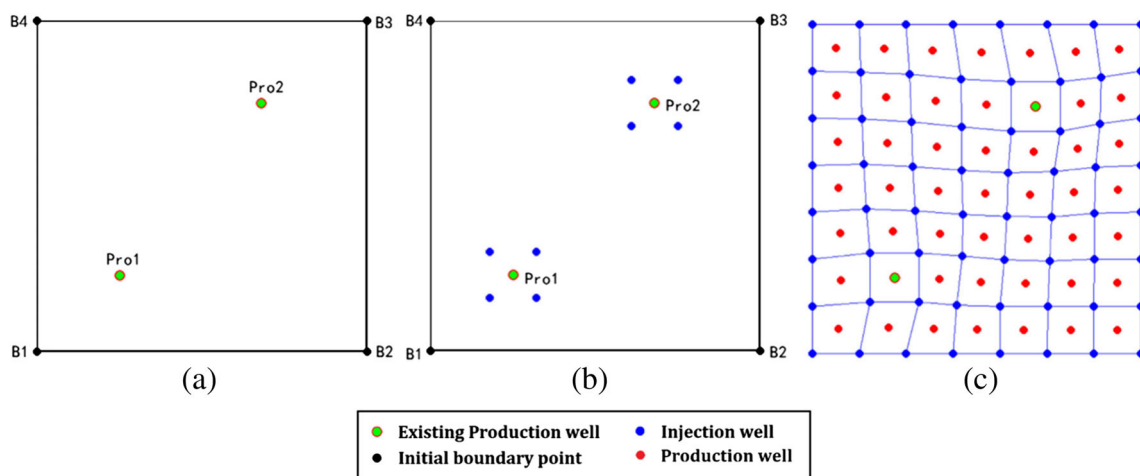 B4
B3
B3
Pro2
Pro2
Pro1
Pro1
B1
B2
B1
B2
(a)
(b)
(c)
Existing Production well
Injection well
Initial boundary point
Production well